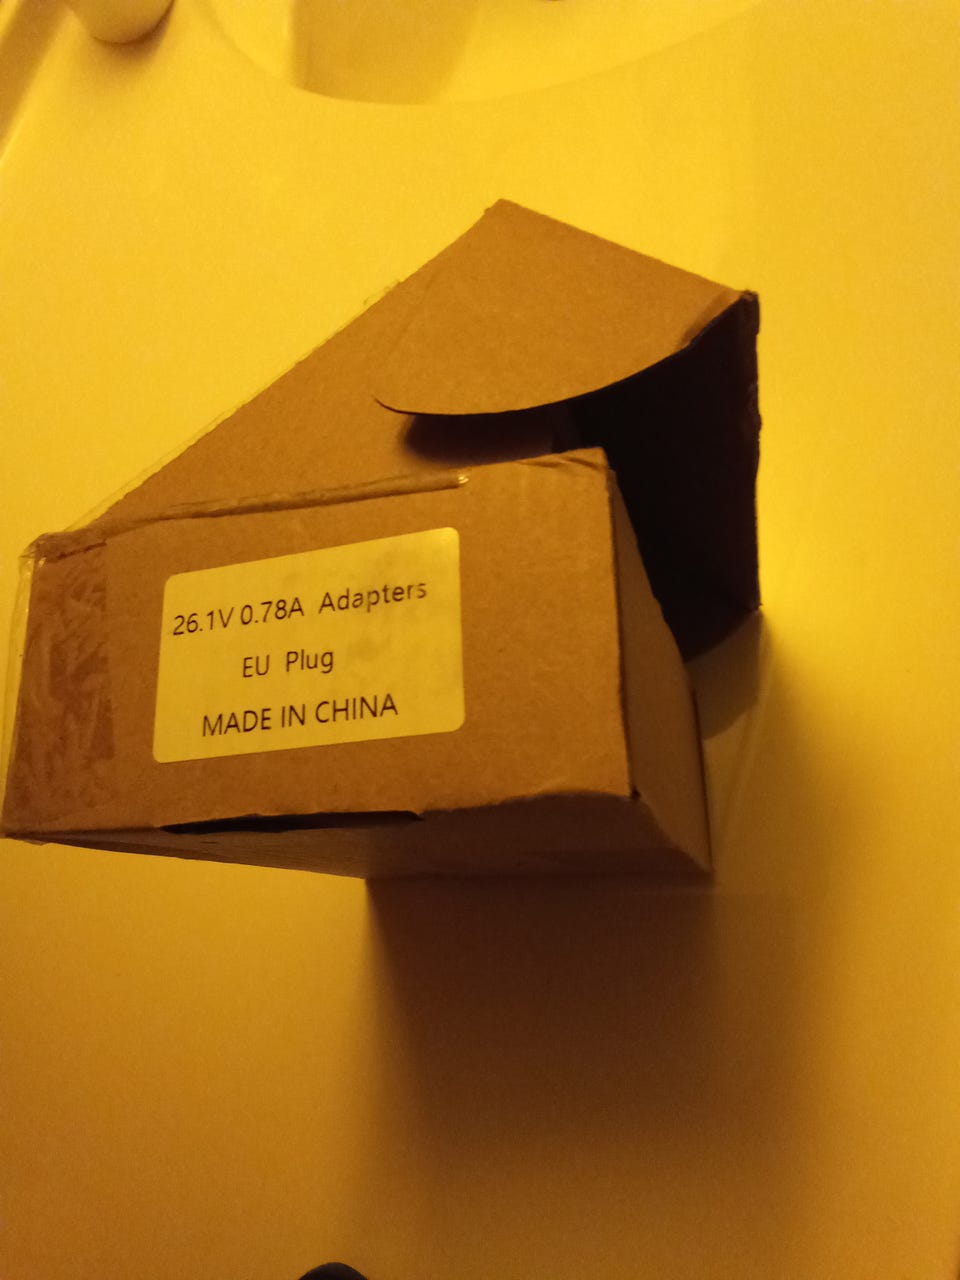 26.1V 0.78A Adapters
EU Plug
MADE IN CHINA